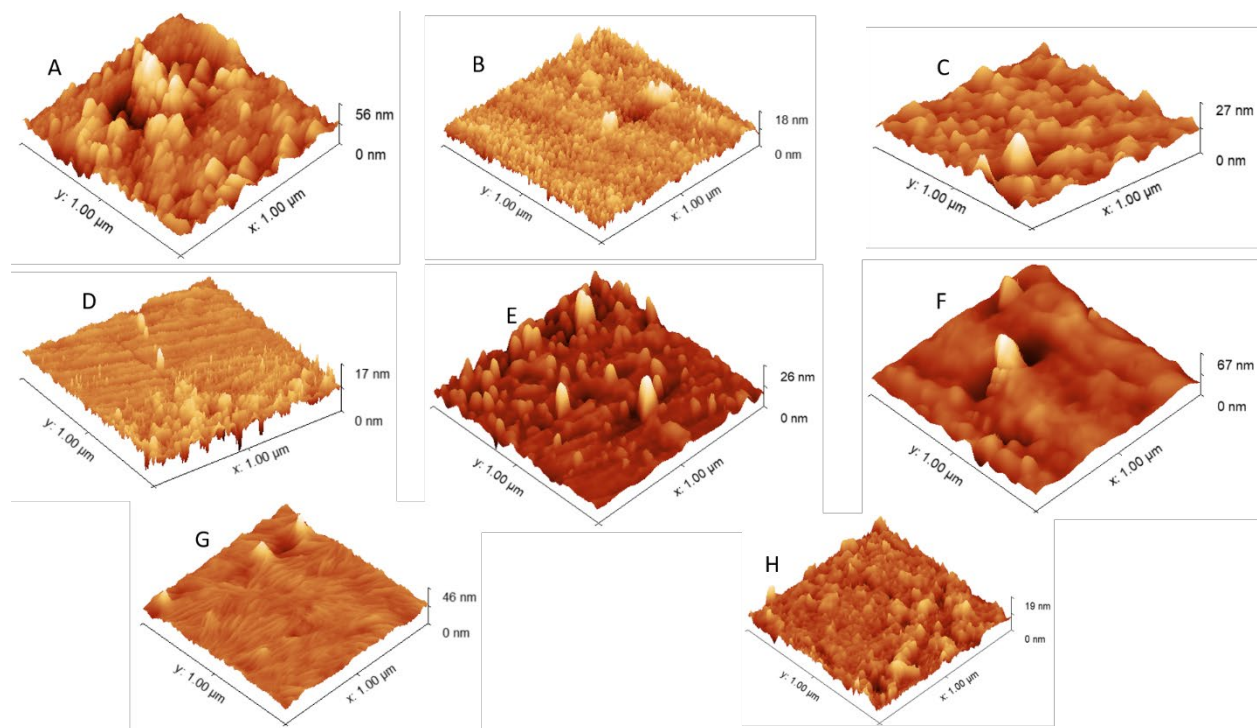 A
56 nm
0 nm
y: 1.00 µm
x: 1.00 µm
B
18 nm
0 nm
y: 1.00 µm
x: 1.00 µm
C
27 nm
0 nm
y: 1.00 µm
x: 1.00 µm
D
17 nm
0 nm
y: 1.00 µm
x: 1.00 µm
E
26 nm
0 nm
y: 1.00 µm
x: 1.00 µm
F
67 nm
0 nm
y: 1.00 µm
x: 1.00 µm
G
46 nm
0 nm
y: 1.00 µm
x: 1.00 µm
H
19 nm
0 nm
y: 1.00 µm
x: 1.00 µm